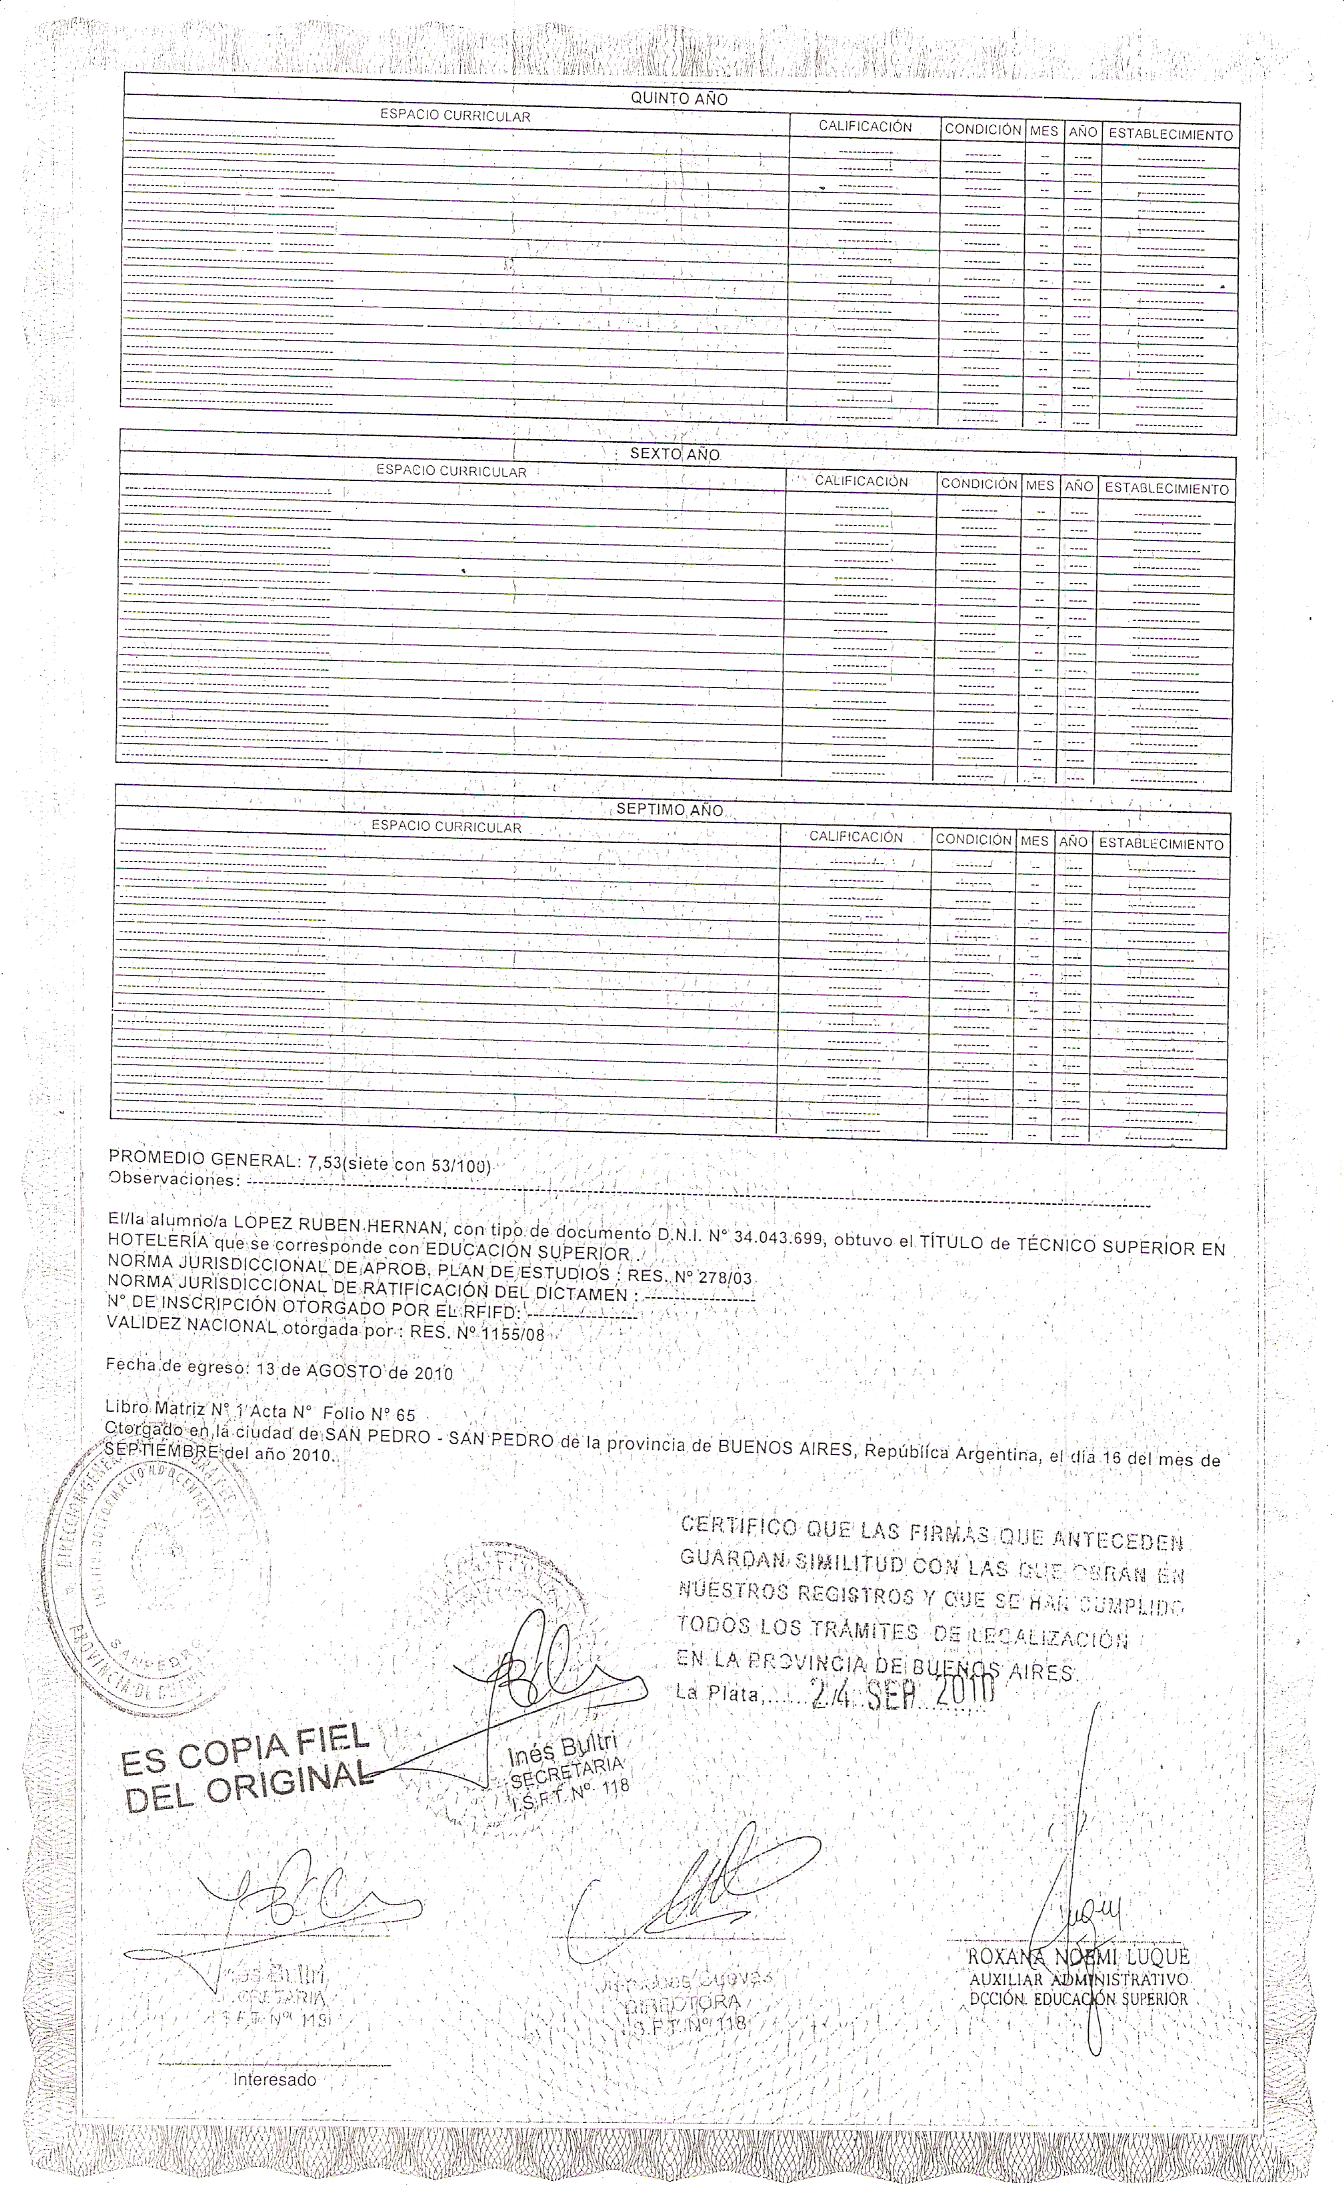 QUINTO AÑO
ESPACIO CURRICULAR CALIFICACIÓN CONDICIÓN MES AÑO ESTABLECIMIENTO
SEXTO AÑO
ESPACIO CURRICULAR CALIFICACIÓN CONDICIÓN MES AÑO ESTABLECIMIENTO
SEPTIMO AÑO
ESPACIO CURRICULAR CALIFICACIÓN CONDICIÓN MES AÑO ESTABLECIMIENTO
PROMEDIO GENERAL: 7,53(siete con 53/100)
Observaciones: --------------------
El/la alumno/a LOPEZ RUBEN HERNAN, con tipo de documento D.N.I. N° 34.043.699, obtuvo el TÍTULO de TÉCNICO SUPERIOR EN
HOTELERÍA que se corresponde con EDUCACIÓN SUPERIOR .
NORMA JURISDICCIONAL DE APROB. PLAN DE ESTUDIOS : RES. Nº 278/03
NORMA JURISDICCIONAL DE RATIFICACIÓN DEL DICTAMEN : --------------------
N° DE INSCRIPCIÓN OTORGADO POR EL RFIFD: --------------------
VALIDEZ NACIONAL otorgada por : RES. Nº 1155/08
Fecha de egreso: 13 de AGOSTO de 2010
Libro Matriz N° 1 Acta N° Folio N° 65
Otorgado en la ciudad de SAN PEDRO - SAN PEDRO de la provincia de BUENOS AIRES, República Argentina, el día 16 del mes de
SEPTIEMBRE del año 2010.
SAN PEDRO
PROVINCIA DE
CERTIFICO QUE LAS FIRMAS QUE ANTECEDEN
GUARDAN SIMILITUD CON LAS QUE OBRAN EN
NUESTROS REGISTROS Y QUE SE HAN CUMPLIDO
TODOS LOS TRÁMITES DE LEGALIZACIÓN
EN LA PROVINCIA DE BUENOS AIRES
La Plata, 24 SEP 2010
ES COPIA FIEL
DEL ORIGINAL
Inés Bultri
SECRETARIA
I.S.F.T. Nº. 118
Inés Bultri
SECRETARIA
I.S.F.T. Nº 118
Cuevas
DIRECTORA
I.S.F.T. Nº 118
ROXANA NOEMI LUQUE
AUXILIAR ADMINISTRATIVO
DCCIÓN. EDUCACIÓN SUPERIOR
Interesado